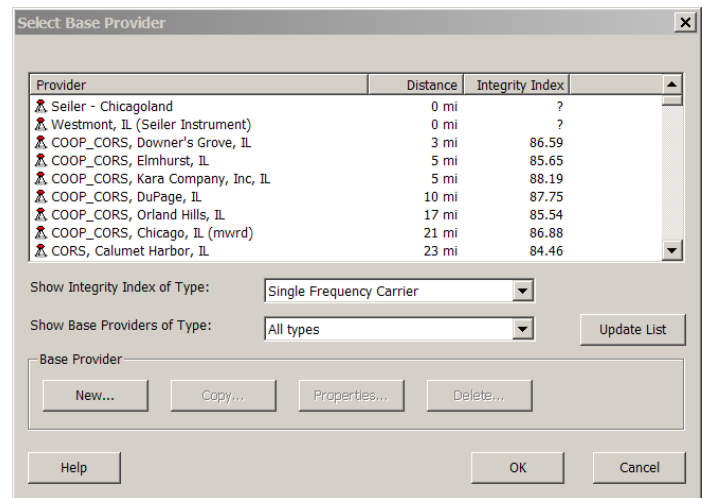 Select Base Provider
Provider Distance Integrity Index
Seiler - Chicagoland 0 mi ?
Westmont, IL (Seiler Instrument) 0 mi ?
COOP_CORS, Downer's Grove, IL 3 mi 86.59
COOP_CORS, Elmhurst, IL 5 mi 85.65
COOP_CORS, Kara Company, Inc, IL 5 mi 88.19
COOP_CORS, DuPage, IL 10 mi 87.75
COOP_CORS, Orland Hills, IL 17 mi 85.54
COOP_CORS, Chicago, IL (mwrd) 21 mi 86.88
CORS, Calumet Harbor, IL 23 mi 84.46
Show Integrity Index of Type: Single Frequency Carrier
Show Base Providers of Type: All types Update List
Base Provider
New... Copy... Properties... Delete...
Help OK Cancel